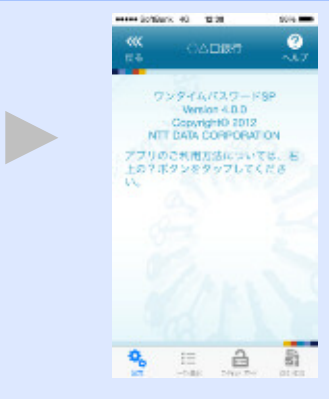 SoftBank 4G 12:38
戻る
〇△口銀行
ヘルプ
ワンタイムパスワードSP
Version 4.0.0
Copyright© 2012
NTT DATA CORPORATION
アプリのご利用方法については、右
上の？ボタンをタップしてくださ
い。